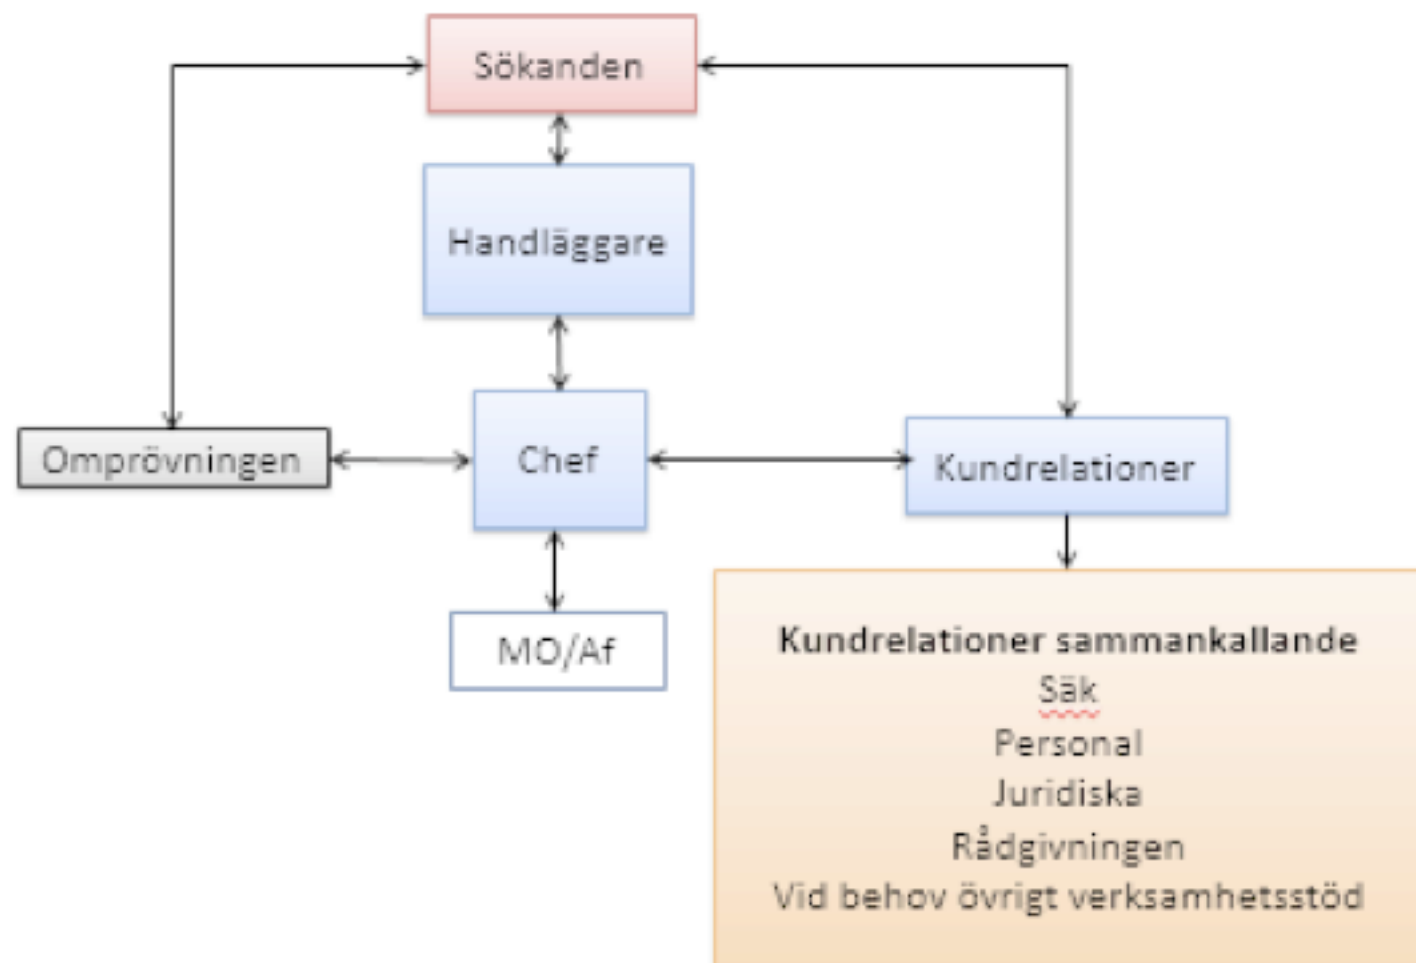 Sökanden
Handläggare
Omprövningen
Chef
Kundrelationer
MO/Af
Kundrelationer sammankallande
Säk
Personal
Juridiska
Rådgivningen
Vid behov övrigt verksamhetsstöd